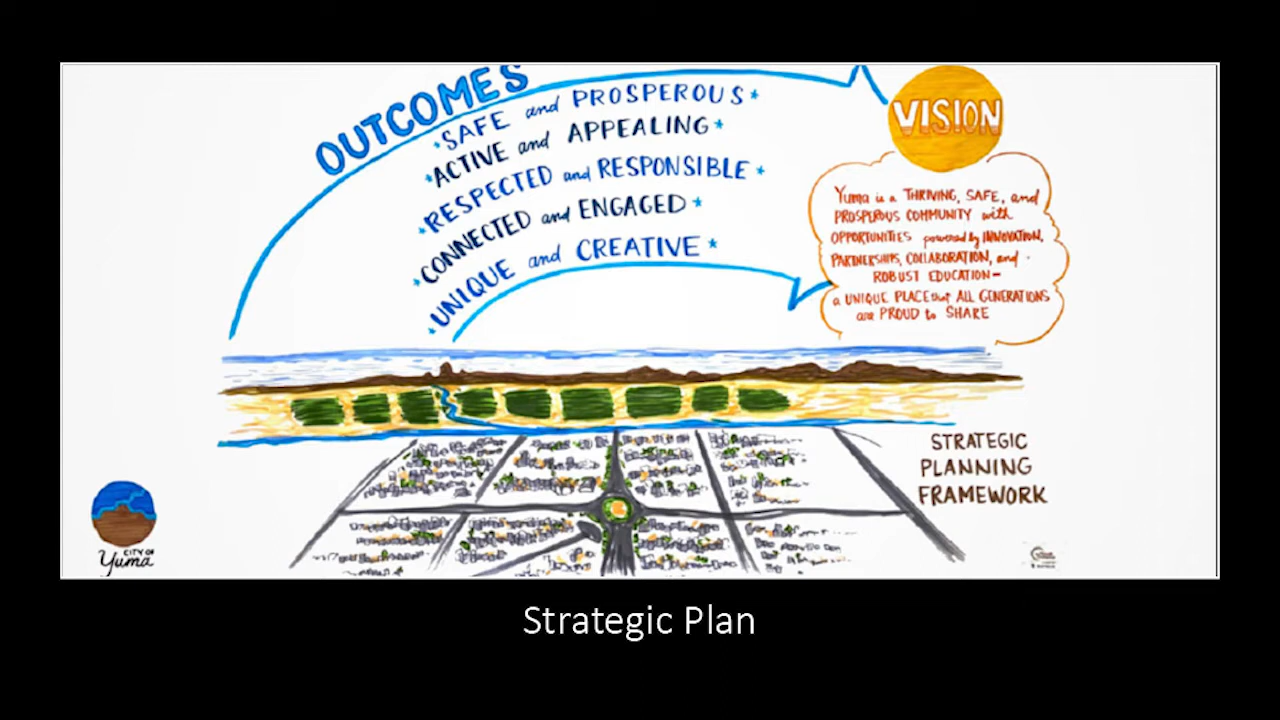 OUTCOMES
SAFE and PROSPEROUS
ACTIVE and APPEALING
RESPECTED and RESPONSIBLE
CONNECTED and ENGAGED
UNIQUE and CREATIVE
VISION
Yuma is a THRIVING, SAFE, and
PROSPEROUS COMMUNITY with
OPPORTUNITIES powered by INNOVATION,
PARTNERSHIPS, COLLABORATION, and
ROBUST EDUCATION-
a UNIQUE PLACE that ALL GENERATIONS
are PROUD to SHARE
STRATEGIC
PLANNING
FRAMEWORK
CITY OF
Yuma
Strategic Plan